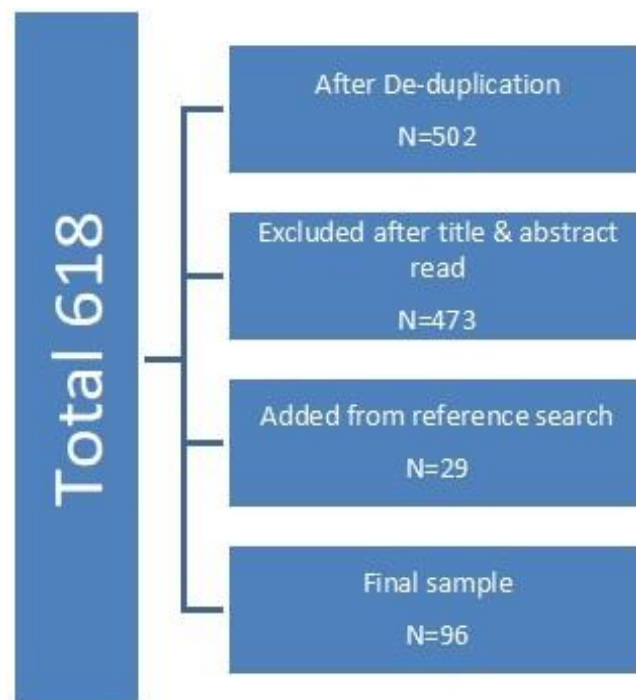 Total 618
After De-duplication
N=502
Excluded after title & abstract
read
N=473
Added from reference search
N=29
Final sample
N=96